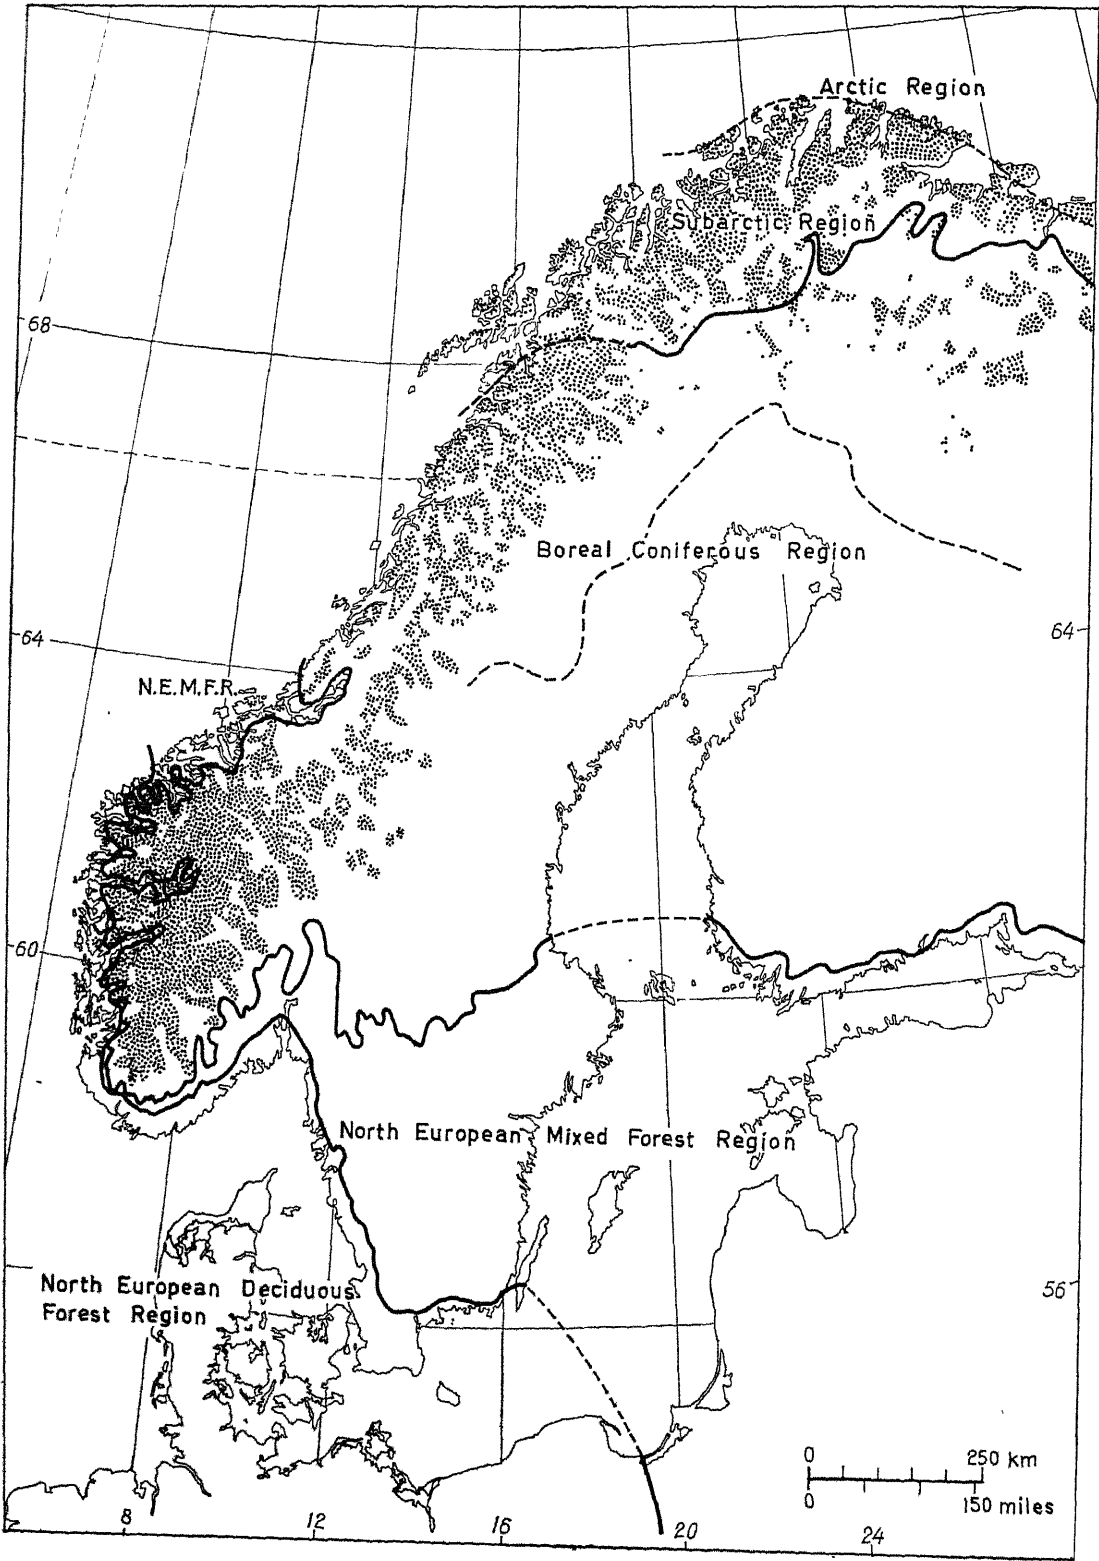 Arctic Region
Subarctic Region
68
Boreal Coniferous Region
64
64
N.E.M.F.R.
60
North European Mixed Forest Region
North European Deciduous
Forest Region
56
0 250 km
0 150 miles
8 12 16 20 24